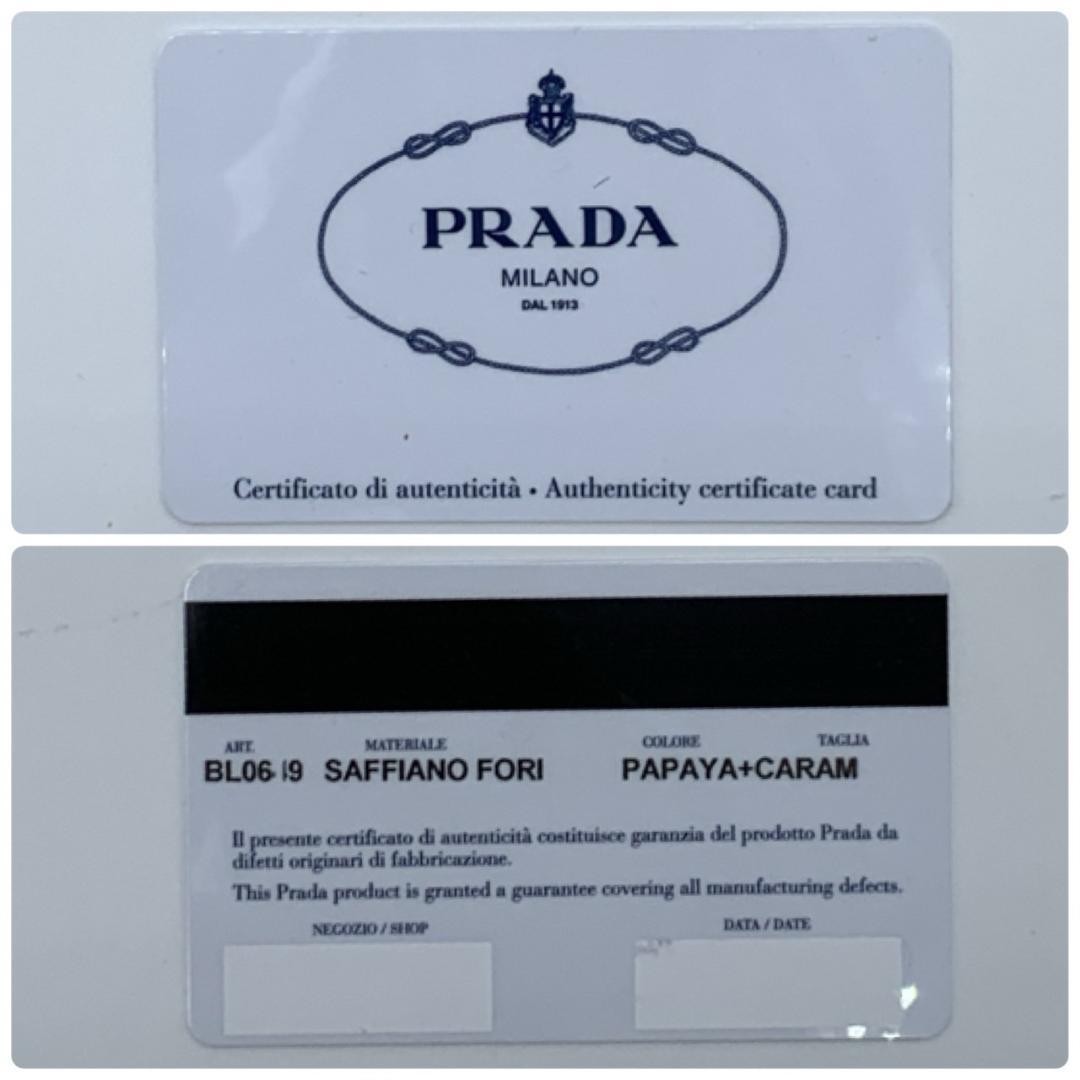 PRADA
MILANO
DAL 1913
Certificato di autenticità • Authenticity certificate card
ART. MATERIALE COLORE TAGLIA
SAFFIANO FORI PAPAYA+CARAM
Il presente certificato di autenticità costituisce garanzia del prodotto Prada da
difetti originari di fabbricazione.
This Prada product is granted a guarantee covering all manufacturing defects.
NEGOZIO / SHOP DATA / DATE